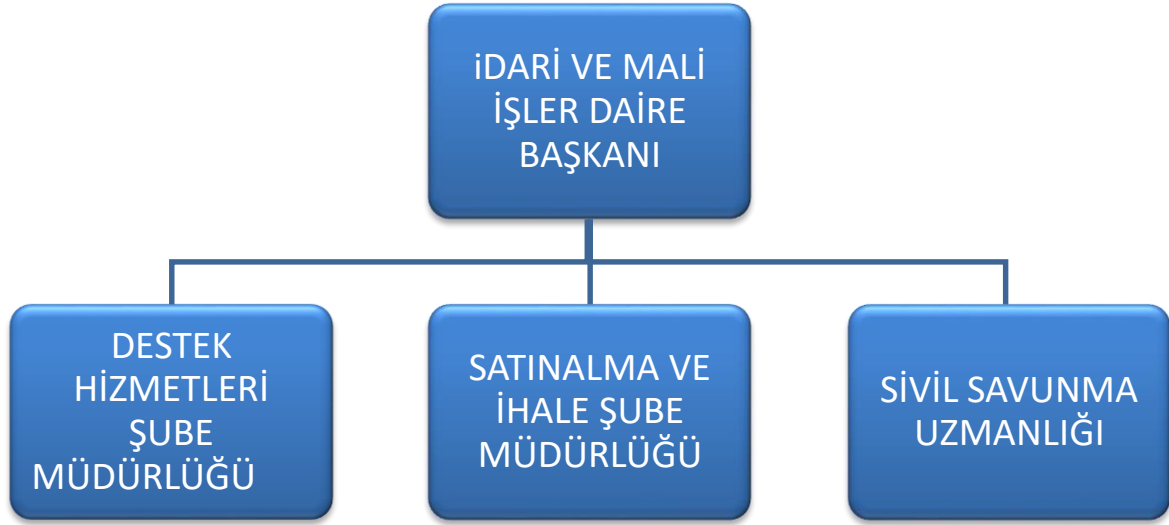 iDARİ VE MALİ
İŞLER DAİRE
BAŞKANI
DESTEK
HİZMETLERİ
ŞUBE
MÜDÜRLÜĞÜ
SATINALMA VE
İHALE ŞUBE
MÜDÜRLÜĞÜ
SİVİL SAVUNMA
UZMANLIĞI